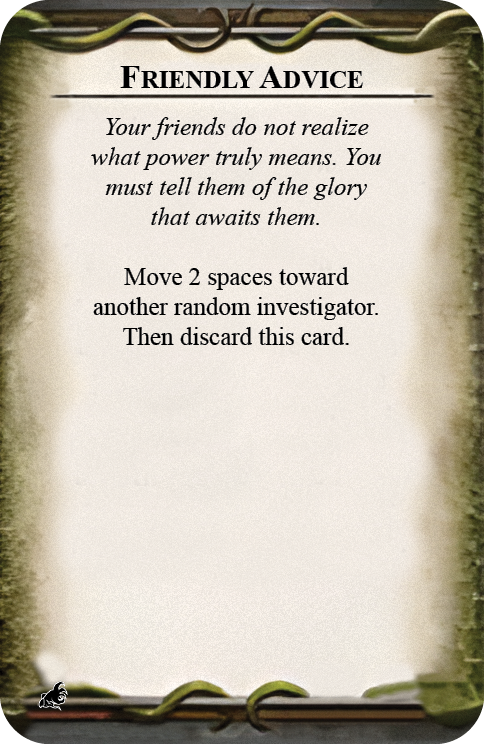 FRIENDLY ADVICE
Your friends do not realize
what power truly means. You
must tell them of the glory
that awaits them.
Move 2 spaces toward
another random investigator.
Then discard this card.